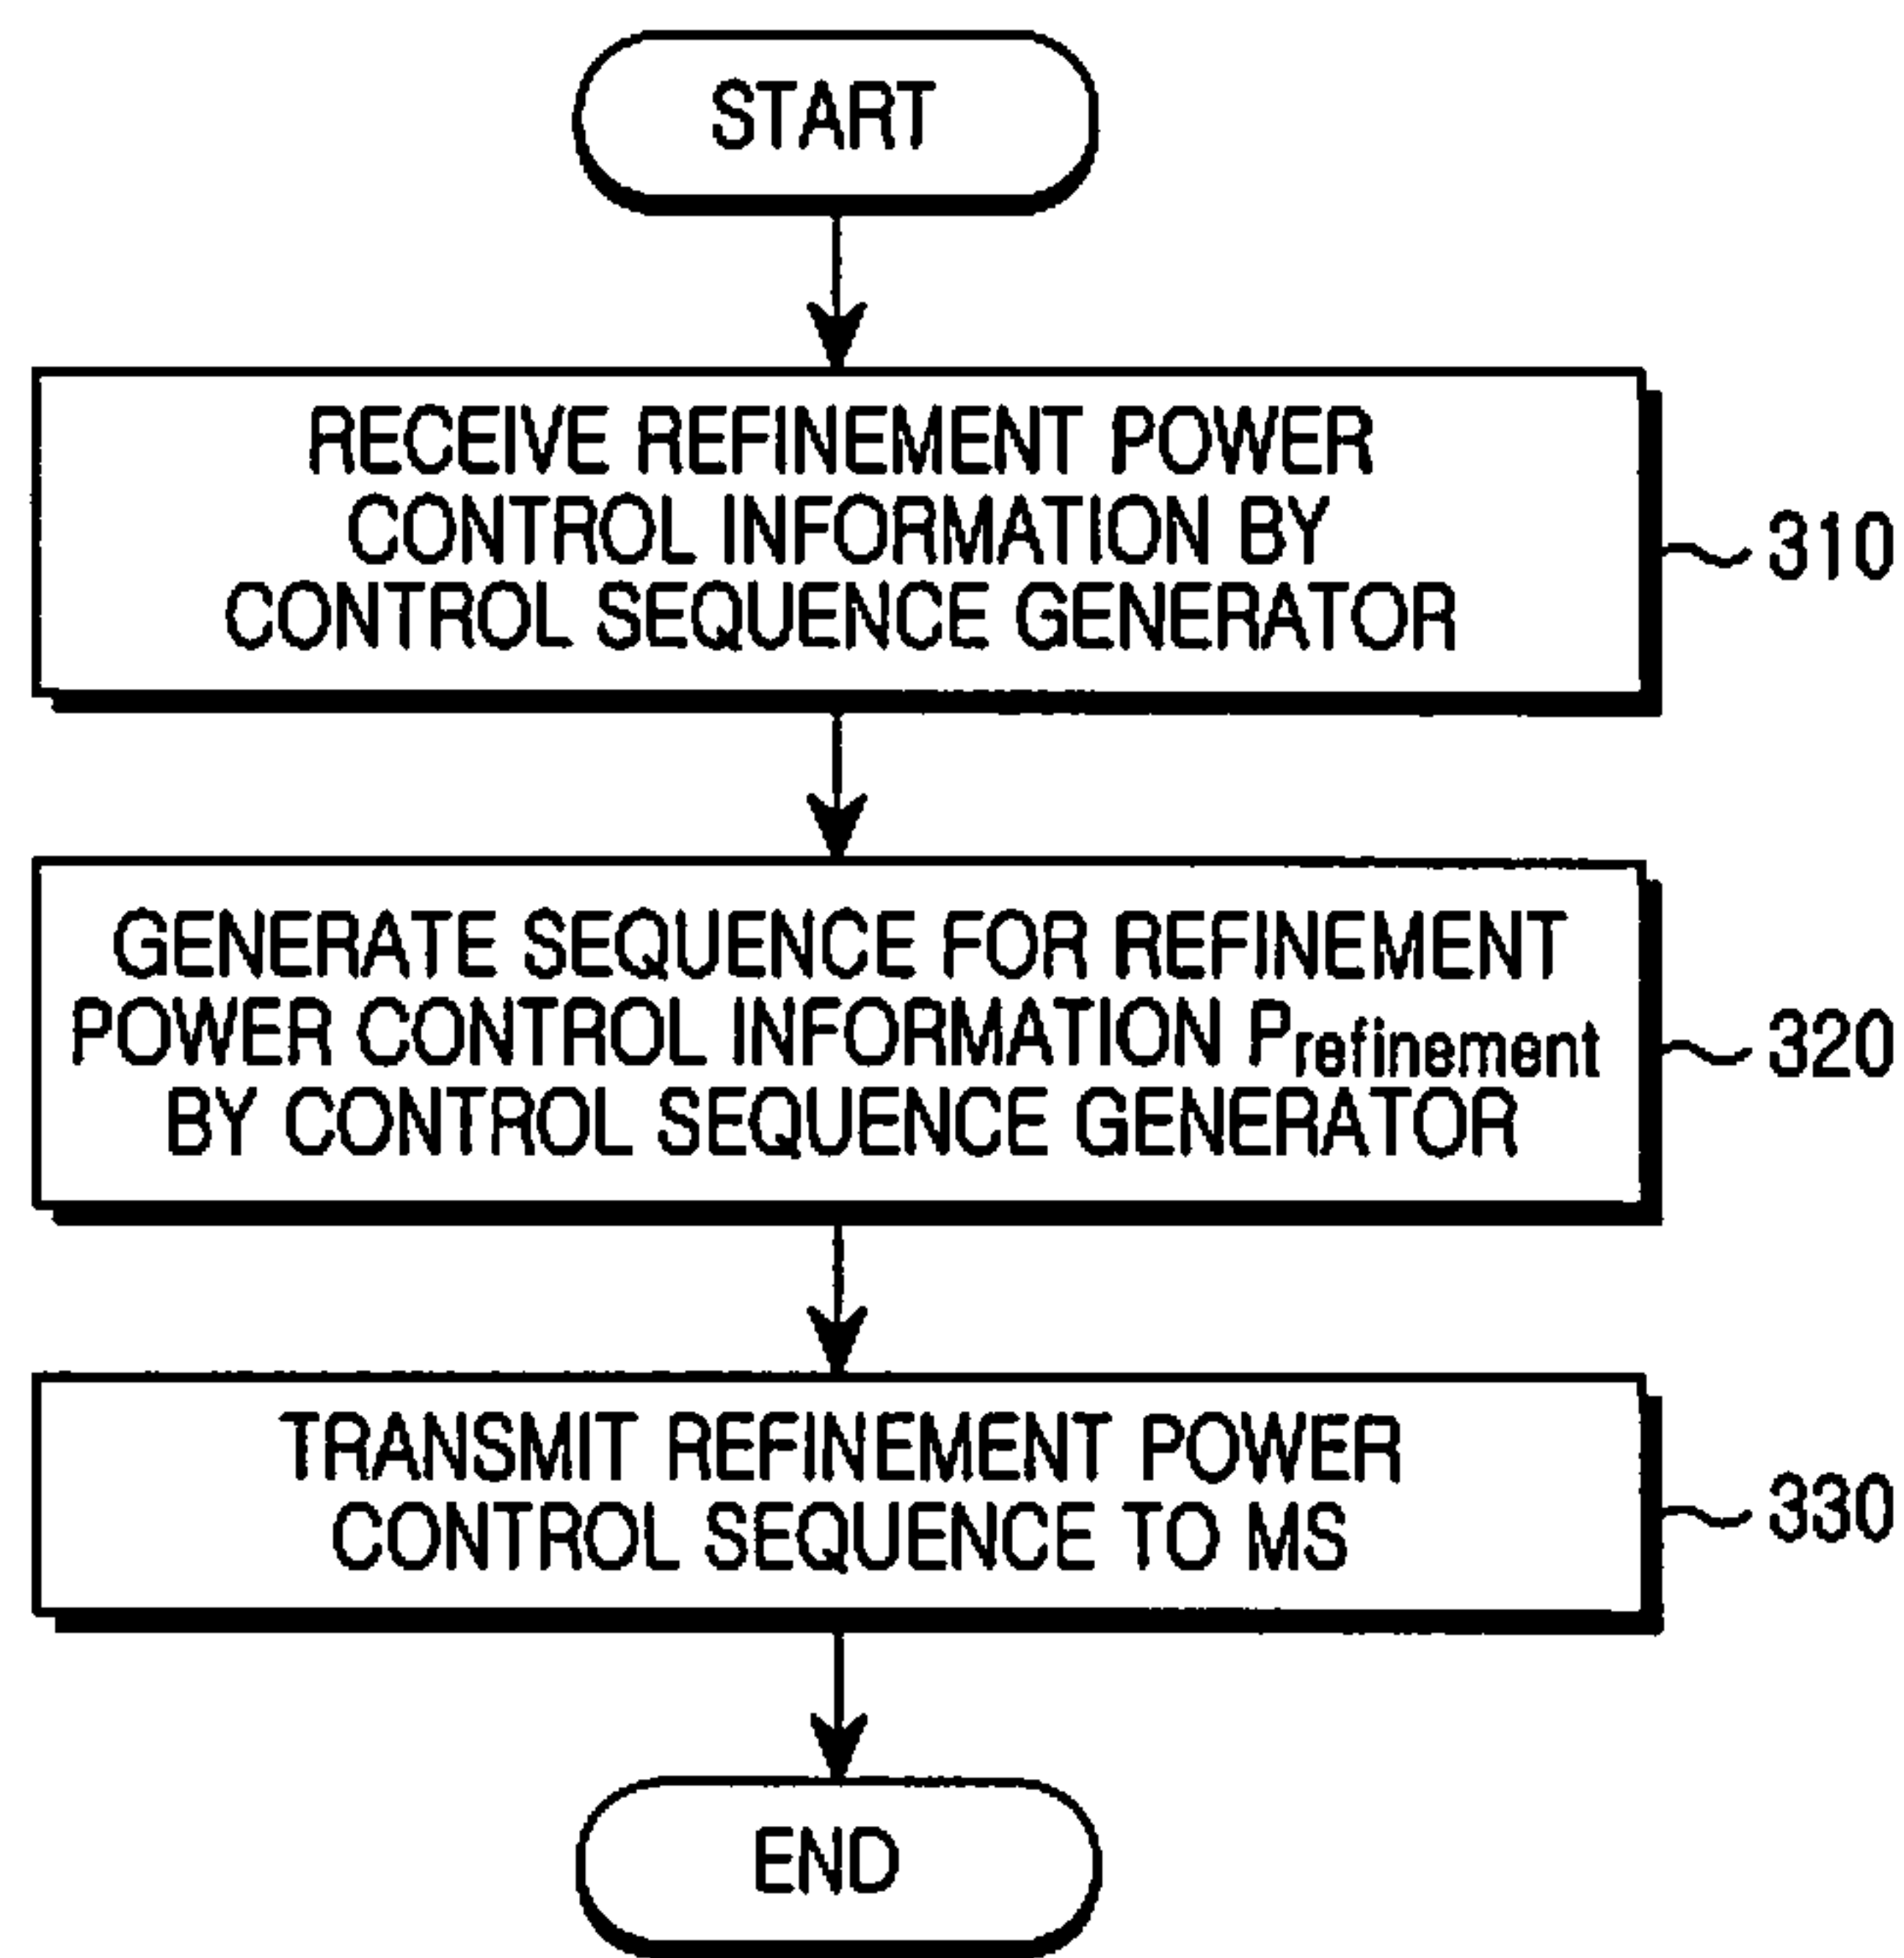 START
RECEIVE REFINEMENT POWER
CONTROL INFORMATION BY
CONTROL SEQUENCE GENERATOR
310
GENERATE SEQUENCE FOR REFINEMENT
POWER CONTROL INFORMATION Prefinement
BY CONTROL SEQUENCE GENERATOR
320
TRANSMIT REFINEMENT POWER
CONTROL SEQUENCE TO MS
330
END